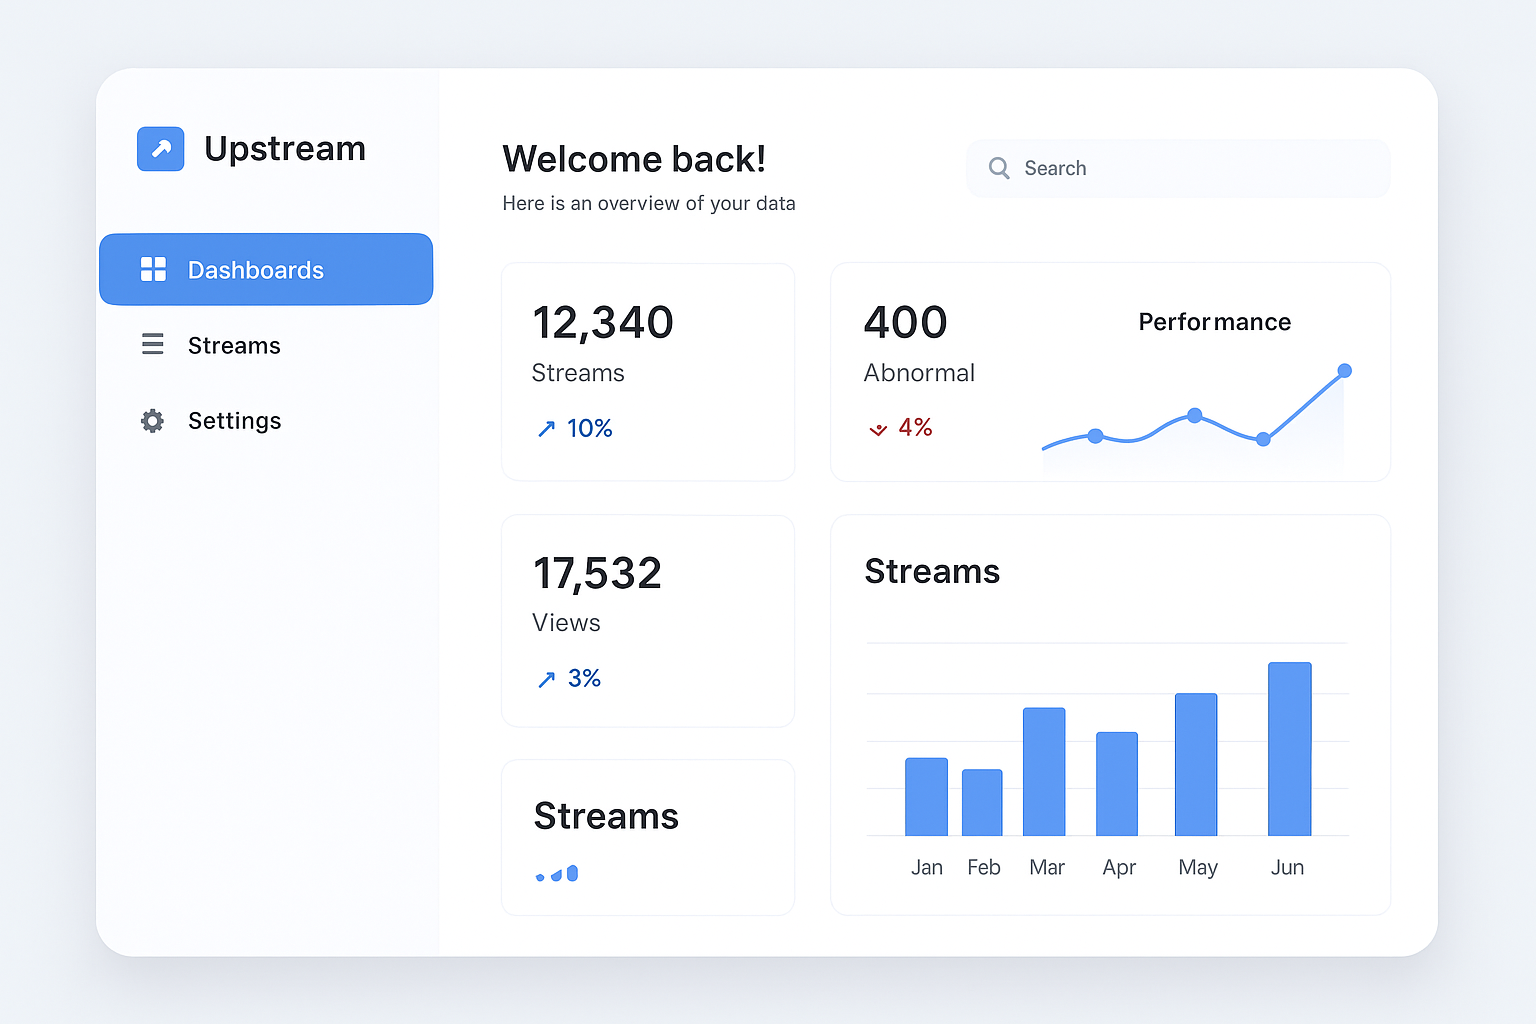 Upstream
Dashboards
Streams
Settings
Welcome back!
Here is an overview of your data
Search
12,340
Streams
10%
400
Abnormal
4%
Performance
17,532
Views
3%
Streams
Streams
Jan Feb Mar Apr May Jun